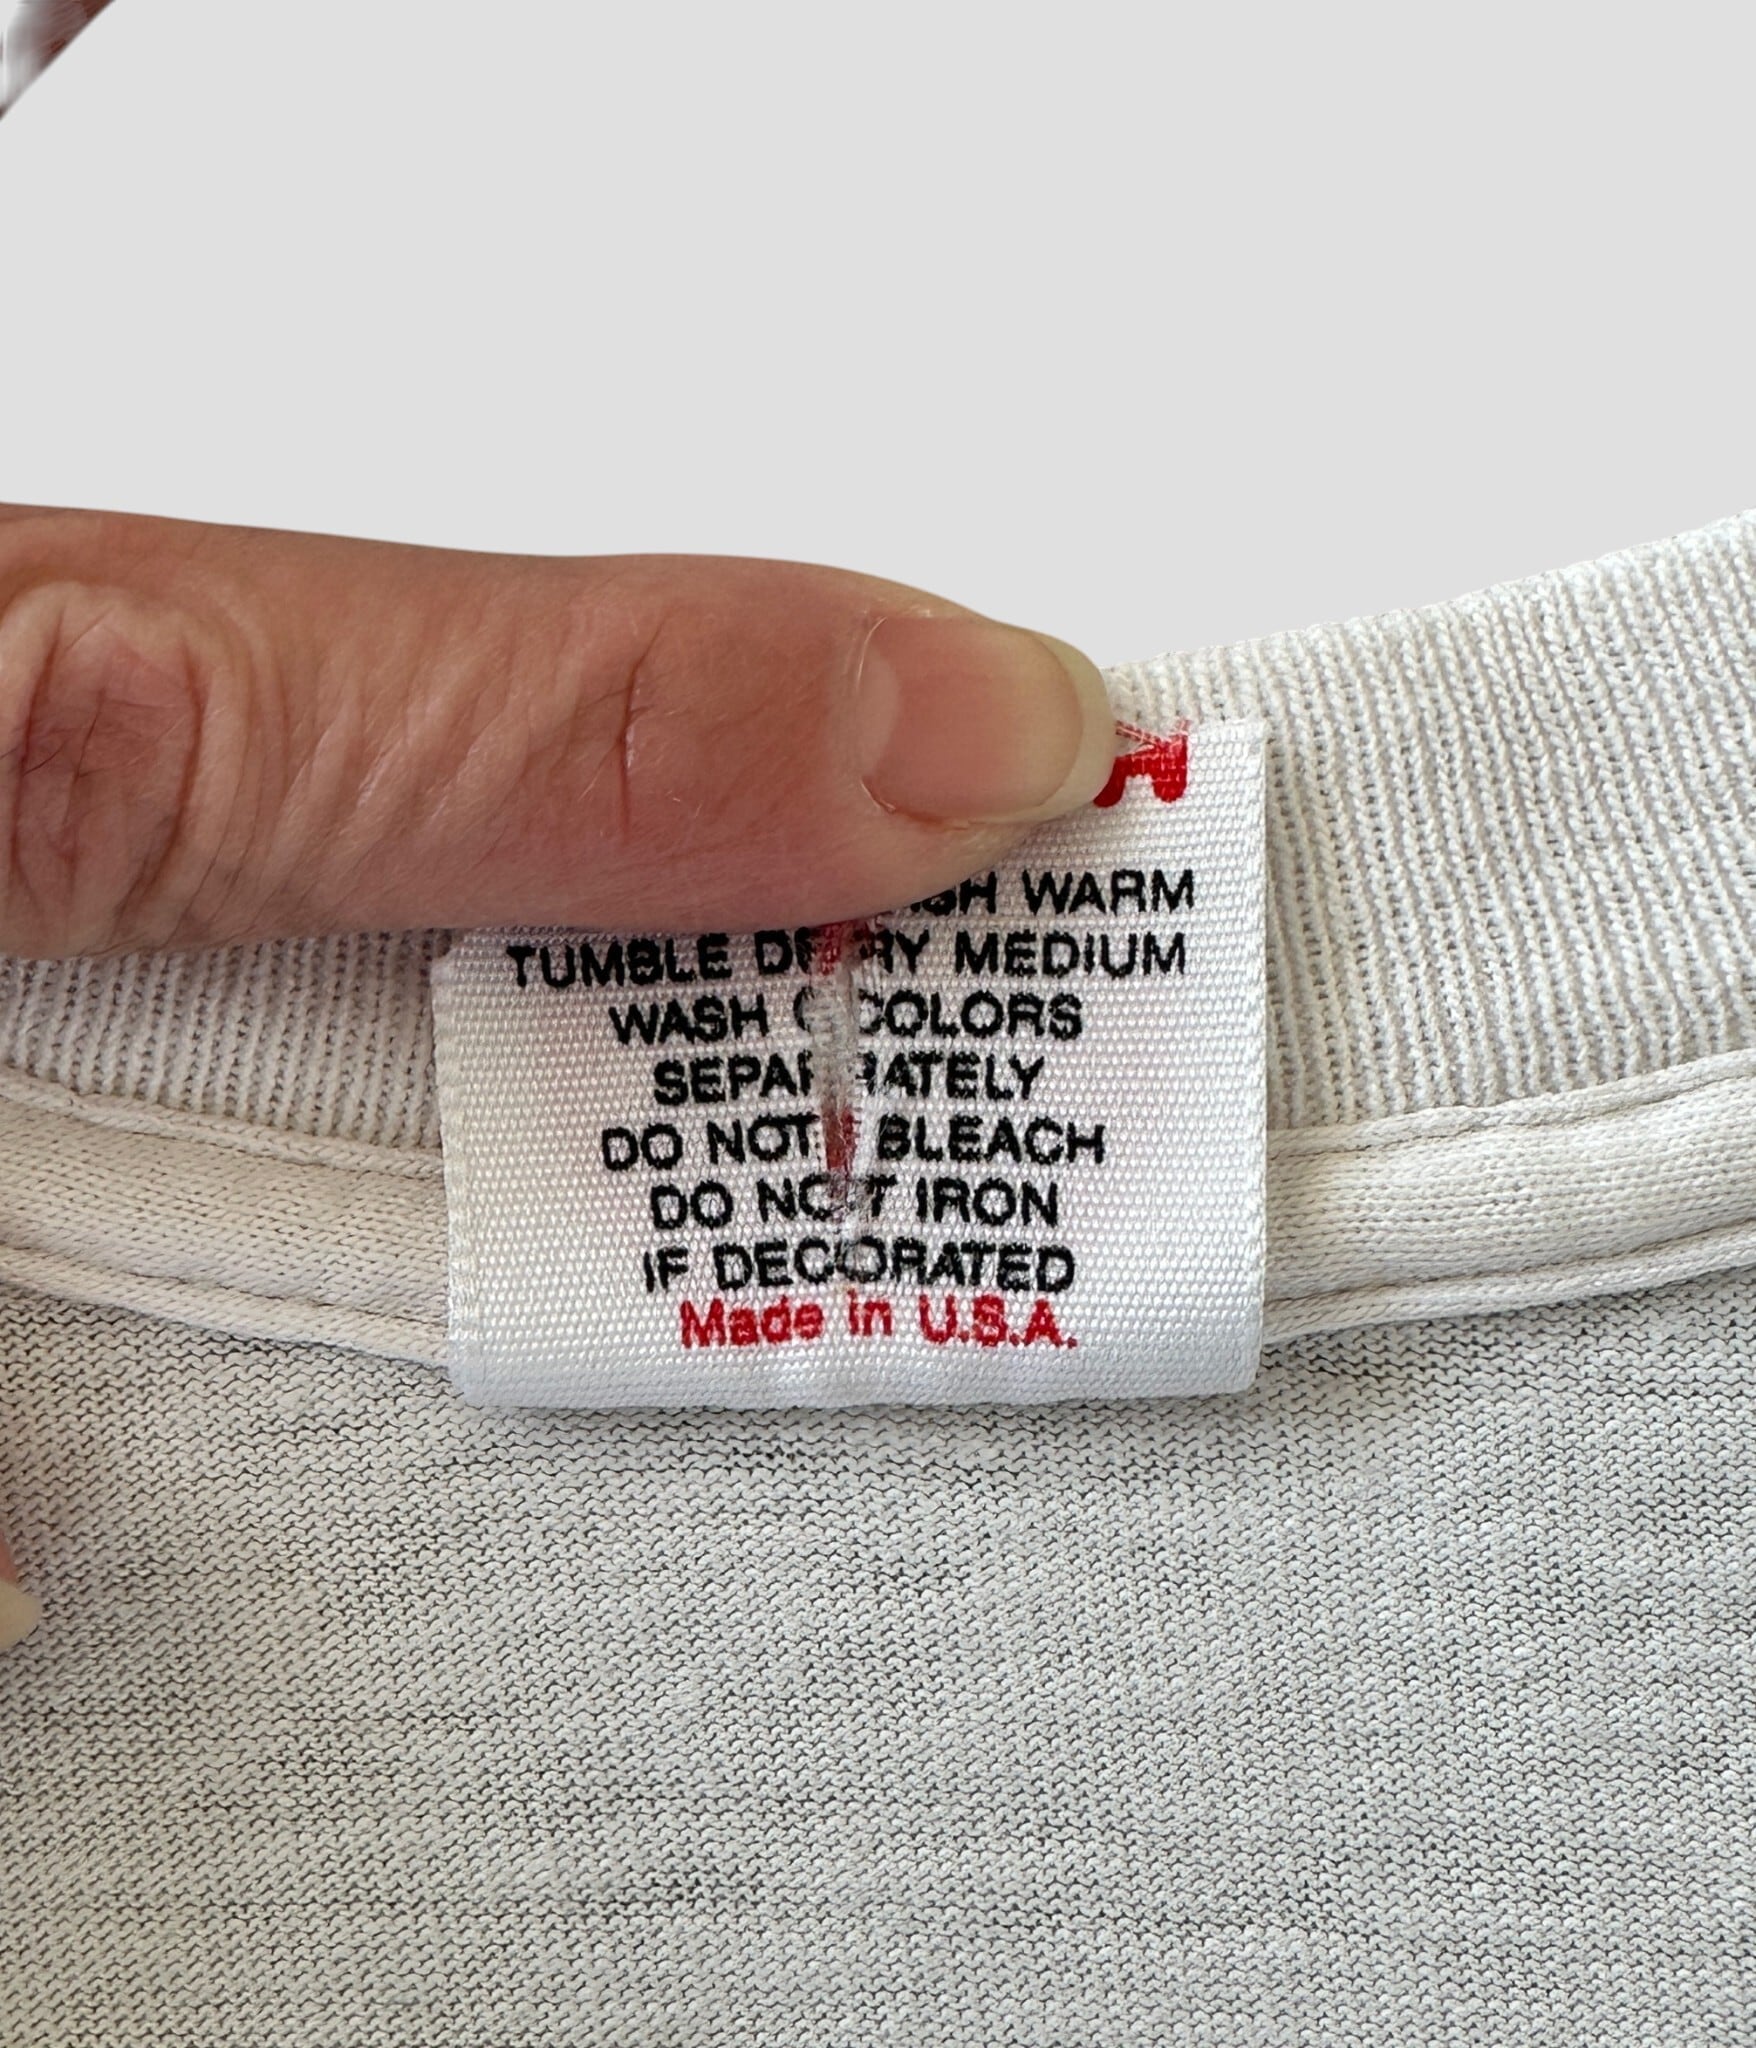 WARM
TUMBLE DRY MEDIUM
WASH COLORS
SEPARATELY
DO NOT BLEACH
DO NOT IRON
IF DECORATED
Made in U.S.A.